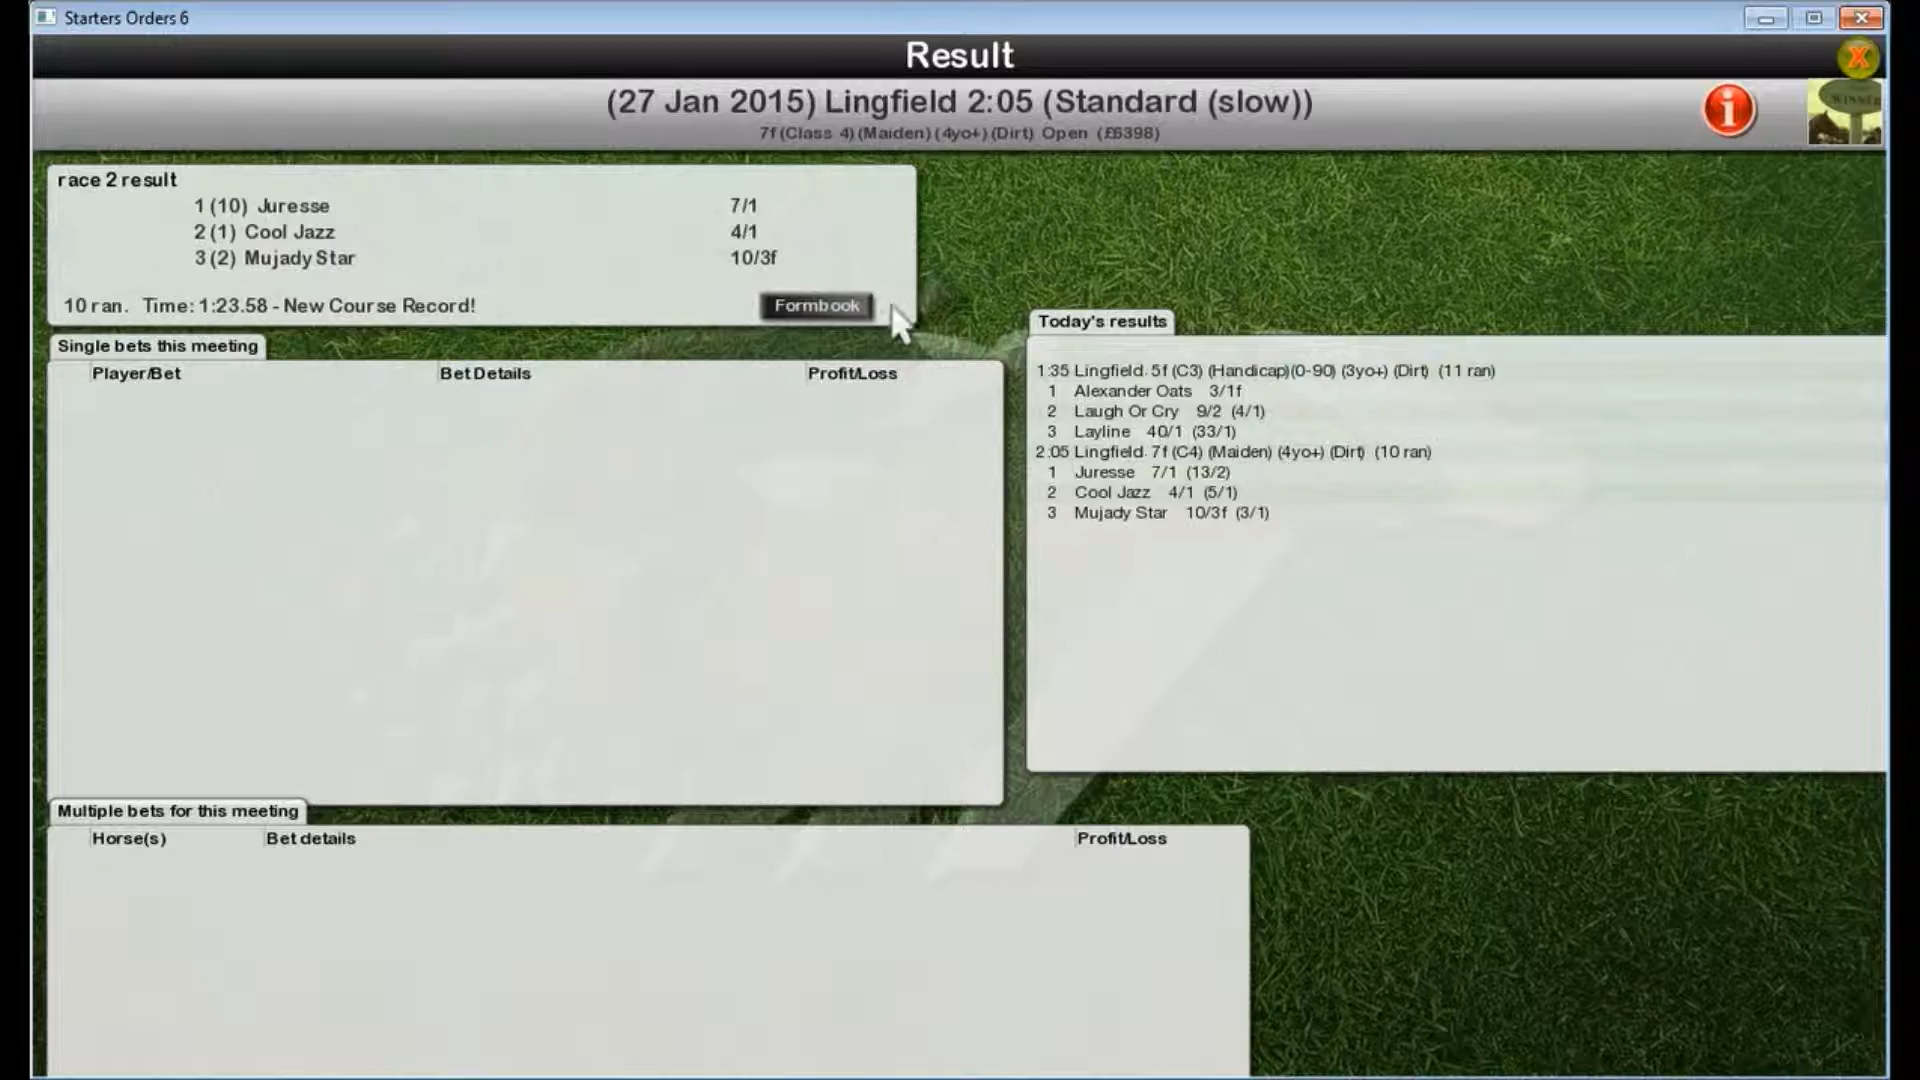 Starters Orders 6
Result
(27 Jan 2015) Lingfield 2:05 (Standard (slow))
7f (Class 4) (Maiden) (4yo+) (Dirt) Open (£6398)
WINNER
race 2 result
1 (10) Juresse 7/1
2 (1) Cool Jazz 4/1
3 (2) Mujady Star 10/3f
10 ran. Time: 1:23.58 - New Course Record!
Formbook
Single bets this meeting
Player/Bet Bet Details Profit/Loss
Today's results
1:35 Lingfield. 5f (C3) (Handicap)(0-90) (3yo+) (Dirt) (11 ran)
1 Alexander Oats 3/1f
2 Laugh Or Cry 9/2 (4/1)
3 Layline 40/1 (33/1)
2:05 Lingfield. 7f (C4) (Maiden) (4yo+) (Dirt) (10 ran)
1 Juresse 7/1 (13/2)
2 Cool Jazz 4/1 (5/1)
3 Mujady Star 10/3f (3/1)
Multiple bets for this meeting
Horse(s) Bet details Profit/Loss